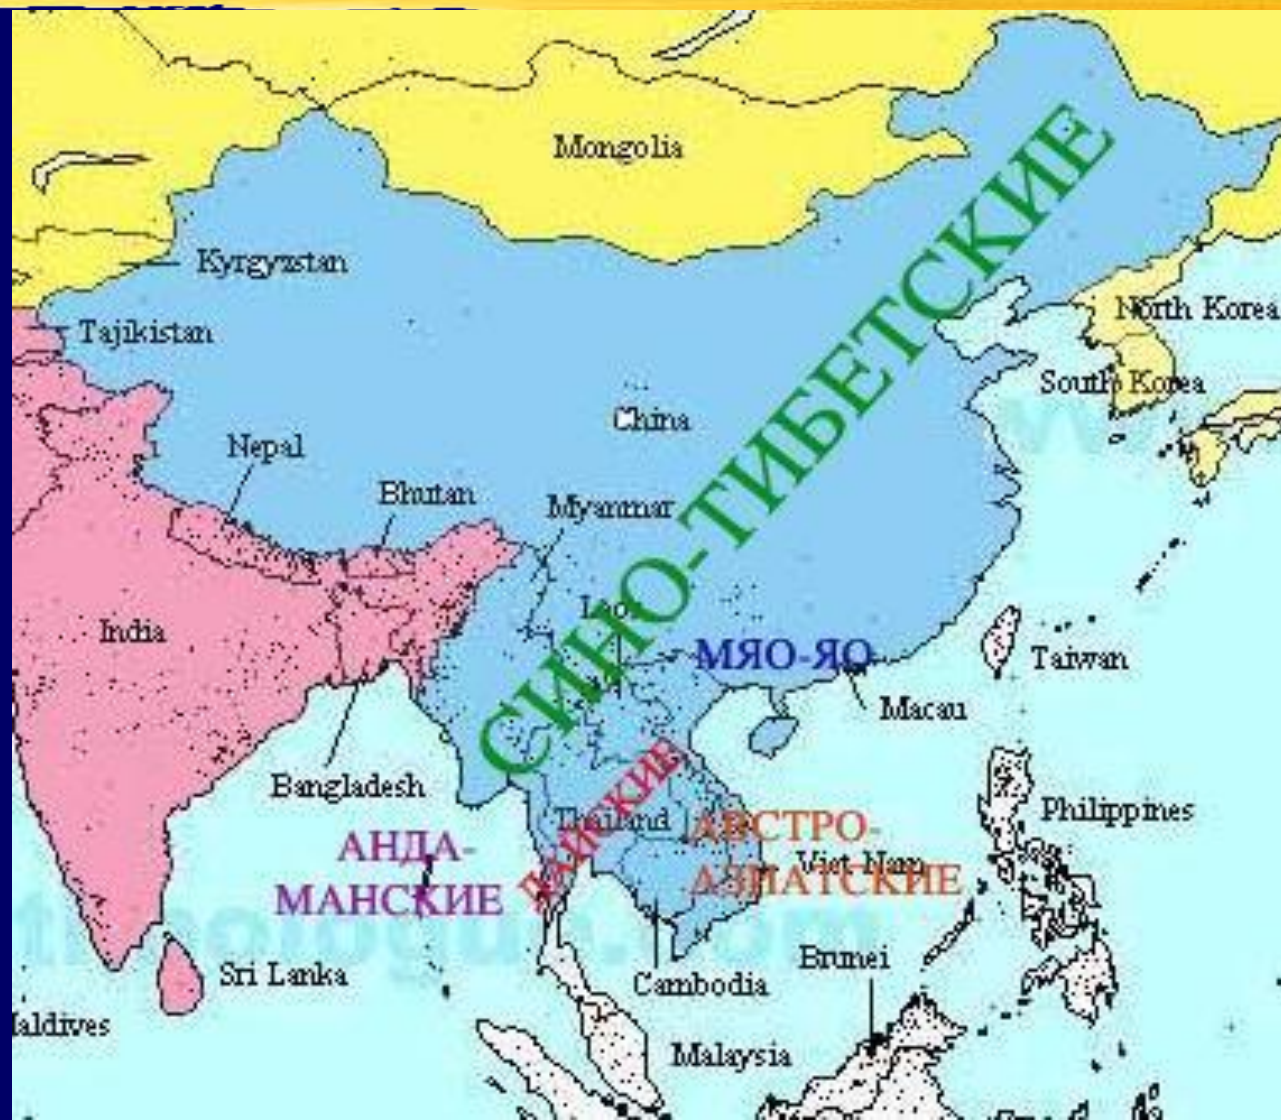 Mongolia
СИНО-ТИБЕТСКИЕ
Kyrgyzstan
Tajikistan
North Korea
South Korea
China
Nepal
Bhutan
Myanmar
Laos
India
МЯО-ЯО
Taiwan
Macau
Bangladesh
Thailand
ДАЙСКИЕ
АВСТРО-
АЗИАТСКИЕ
Viet Nam
Philippines
АНДА-
МАНСКИЕ
Sri Lanka
Cambodia
Brunei
Malaysia